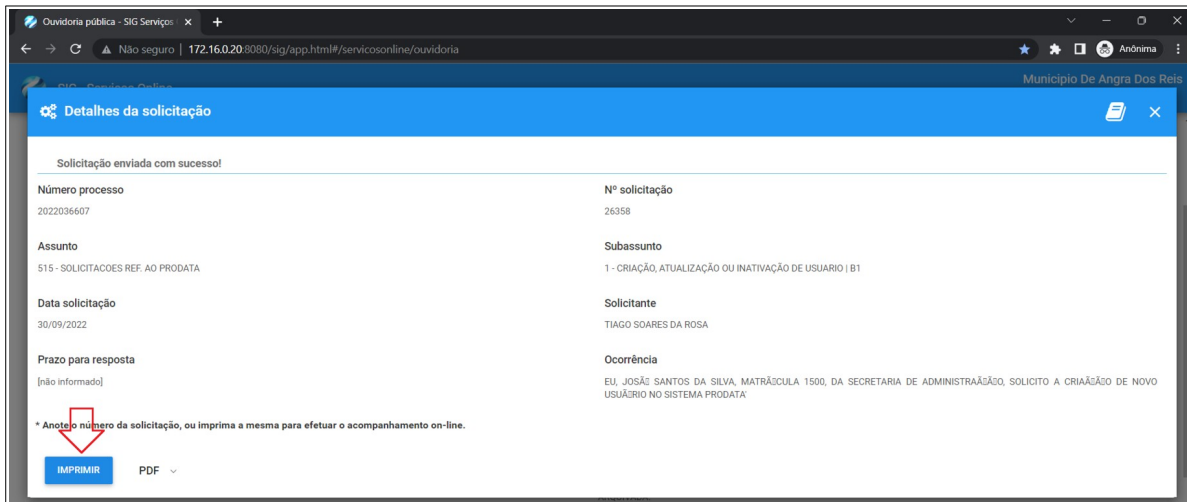 Ouvidoria pública - SIG Serviços
Não seguro | 172.16.0.20:8080/sig/app.html#/servicosonline/ouvidoria
Anônima
SIG - Serviços Online
Municipio De Angra Dos Reis
Detalhes da solicitação
Solicitação enviada com sucesso!
Número processo
Nº solicitação
2022036607
26358
Assunto
Subassunto
515 - SOLICITACOES REF. AO PRODATA
1 - CRIAÇÃO, ATUALIZAÇÃO OU INATIVAÇÃO DE USUARIO | B1
Data solicitação
Solicitante
30/09/2022
TIAGO SOARES DA ROSA
Prazo para resposta
Ocorrência
[não informado]
EU, JOSÃ SANTOS DA SILVA, MATRÃCULA 1500, DA SECRETARIA DE ADMINISTRAÃÃO, SOLICITO A CRIAÃÃO DE NOVO
USUÃRIO NO SISTEMA PRODATA'
* Anote o número da solicitação, ou imprima a mesma para efetuar o acompanhamento on-line.
IMPRIMIR
PDF